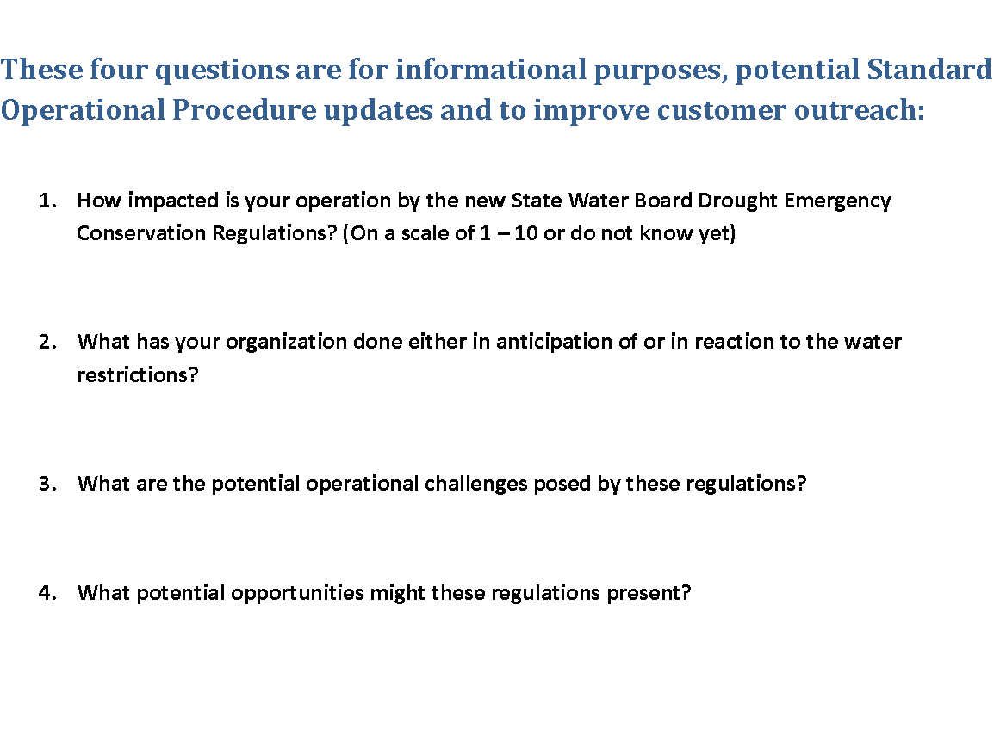 These four questions are for informational purposes, potential Standard
Operational Procedure updates and to improve customer outreach:
1. How impacted is your operation by the new State Water Board Drought Emergency
Conservation Regulations? (On a scale of 1 – 10 or do not know yet)
2. What has your organization done either in anticipation of or in reaction to the water
restrictions?
3. What are the potential operational challenges posed by these regulations?
4. What potential opportunities might these regulations present?